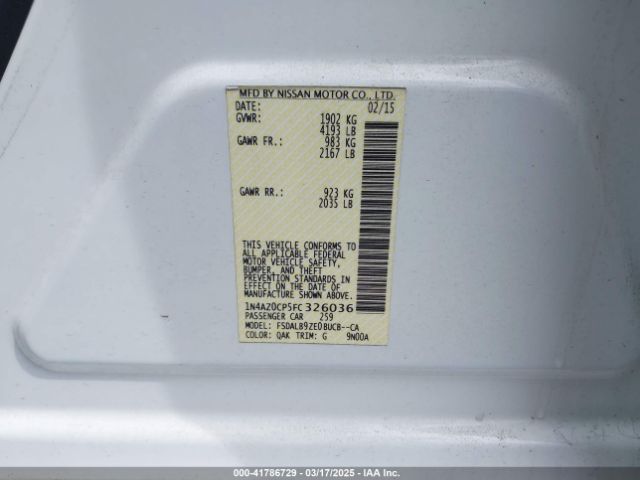 MFD BY NISSAN MOTOR CO., LTD.
DATE: 02/15
GVWR: 1902 KG
4193 LB
GAWR FR.: 983 KG
2167 LB
GAWR RR.: 923 KG
2035 LB
THIS VEHICLE CONFORMS TO
ALL APPLICABLE FEDERAL
MOTOR VEHICLE SAFETY,
BUMPER, AND THEFT
PREVENTION STANDARDS IN
EFFECT ON THE DATE OF
MANUFACTURE SHOWN ABOVE.
1N4AZ0CP5FC326036
PASSENGER CAR 259
MODEL: FSDALB9ZE0BUCB--CA
COLOR: QAK TRIM: G 9N00A
000-41786729 — 03/17/2025 — IAA Inc.